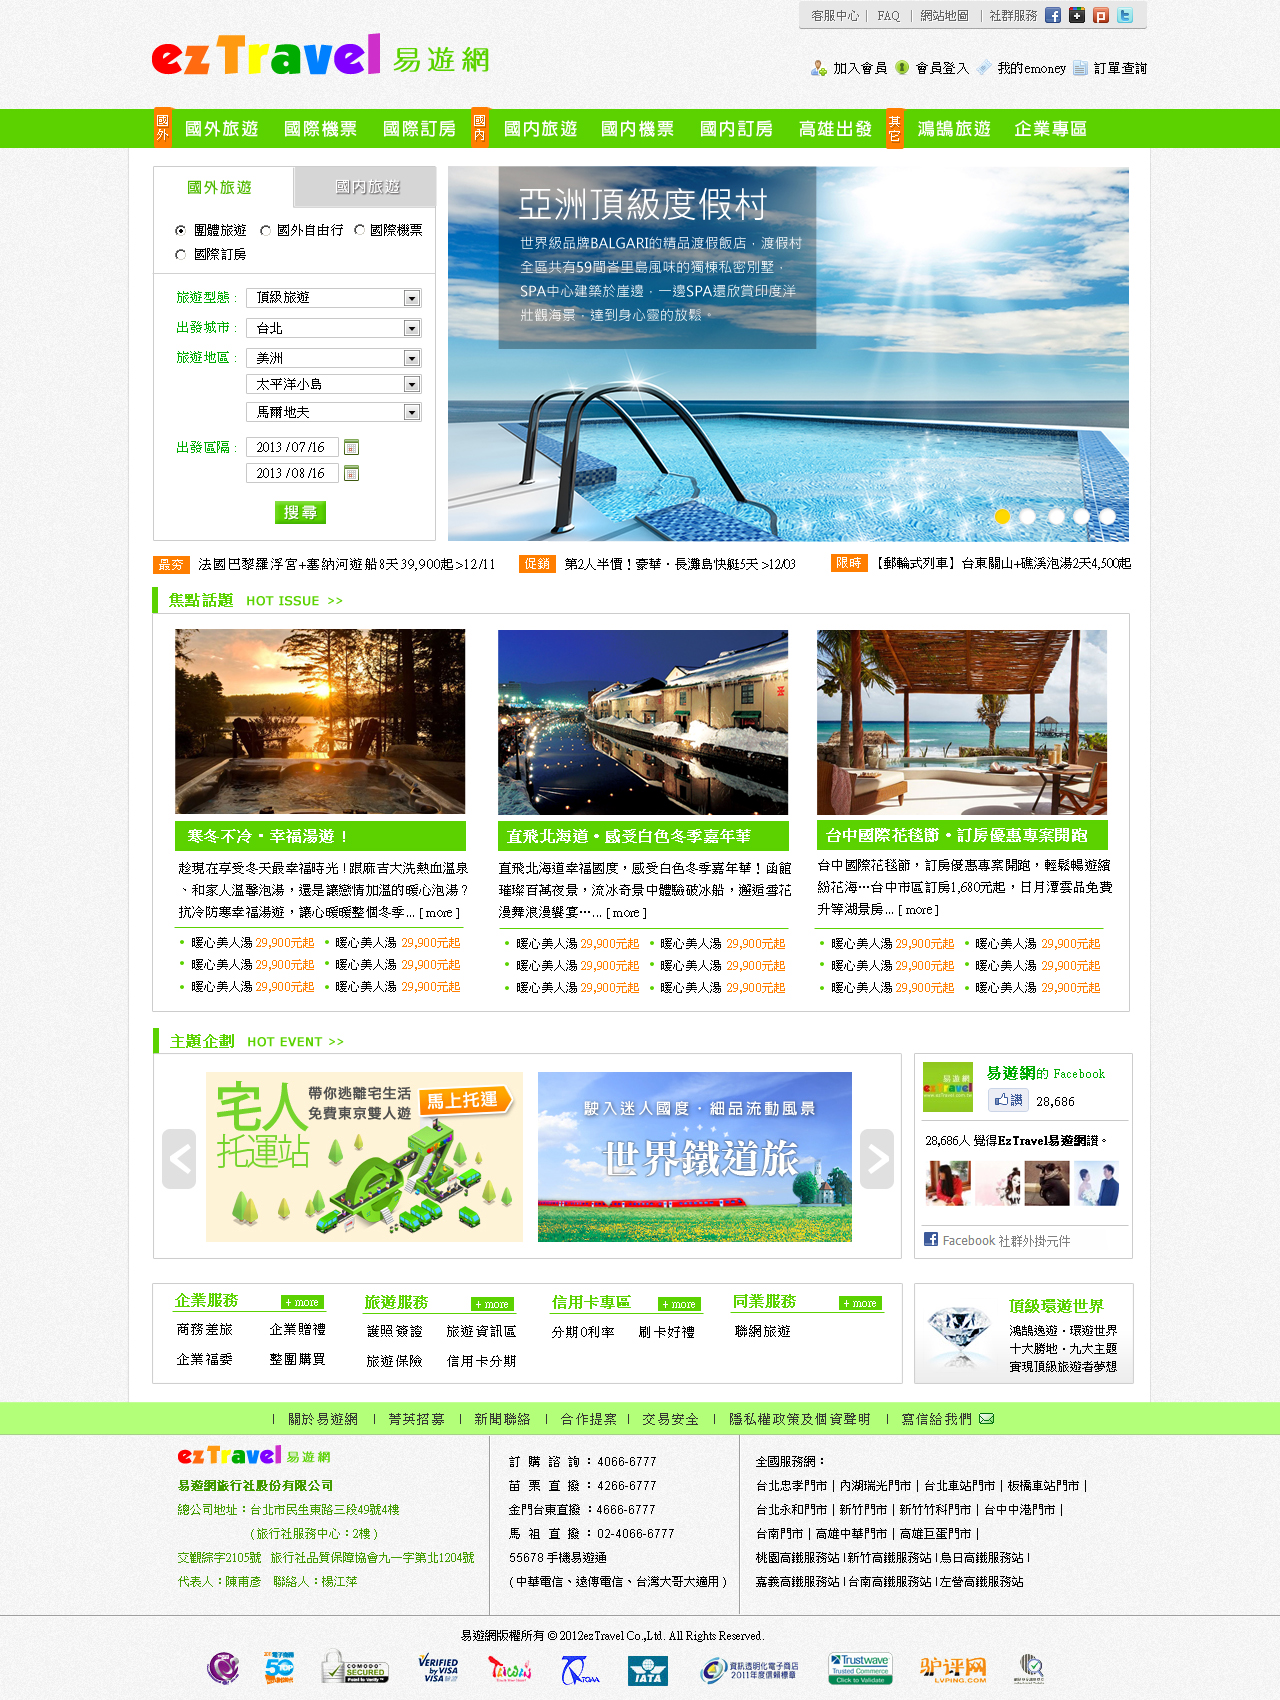 客服中心 | FAQ | 網站地圖 | 社群服務
ezTravel 易遊網
加入會員 會員登入 我的emoney 訂單查詢
國外 國外旅遊 國際機票 國際訂房 國內 國內旅遊 國內機票 國內訂房 高雄出發 其它 鴻鵠旅遊 企業專區
國外旅遊 國內旅遊
團體旅遊 國外自由行 國際機票
國際訂房
旅遊型態 : 頂級旅遊
出發城市 : 台北
旅遊地區 : 美洲
太平洋小島
馬爾地夫
出發區隔 : 2013 / 07 /16
2013 / 08 /16
搜尋
亞洲頂級度假村
世界級品牌BALGARI的精品渡假飯店，渡假村
全區共有59間峇里島風味的獨棟私密別墅，
SPA中心建築於崖邊，一邊SPA還欣賞印度洋
壯觀海景，達到身心靈的放鬆。
最夯 法國巴黎羅浮宮+塞納河遊船8天39,900起>12/11 促銷 第2人半價！豪華‧長灘島快艇5天>12/03 限時 【郵輪式列車】台東關山+礁溪泡湯2天4,500起
焦點話題 HOT ISSUE >>
寒冬不冷‧幸福湯遊！
趁現在享受冬天最幸福時光！跟麻吉大洗熱血溫泉
、和家人溫馨泡湯，還是讓戀情加溫的暖心泡湯？
抗冷防寒幸福湯遊，讓心暖暖整個冬季... [ more ]
暖心美人湯 29,900元起 暖心美人湯 29,900元起
暖心美人湯 29,900元起 暖心美人湯 29,900元起
暖心美人湯 29,900元起 暖心美人湯 29,900元起
直飛北海道‧感受白色冬季嘉年華
直飛北海道幸福國度，感受白色冬季嘉年華！函館
璀璨百萬夜景，流冰奇景中體驗破冰船，邂逅雪花
漫舞浪漫饗宴…... [ more ]
暖心美人湯 29,900元起 暖心美人湯 29,900元起
暖心美人湯 29,900元起 暖心美人湯 29,900元起
暖心美人湯 29,900元起 暖心美人湯 29,900元起
台中國際花毯節‧訂房優惠專案開跑
台中國際花毯節，訂房優惠專案開跑，輕鬆暢遊繽
紛花海…台中市區訂房1,680元起，日月潭雲品免費
升等湖景房... [ more ]
暖心美人湯 29,900元起 暖心美人湯 29,900元起
暖心美人湯 29,900元起 暖心美人湯 29,900元起
暖心美人湯 29,900元起 暖心美人湯 29,900元起
主題企劃 HOT EVENT >>
宅人
托運站
帶你逃離宅生活
免費東京雙人遊
馬上托運
駛入迷人國度‧細品流動風景
世界鐵道旅
易遊網
ezTravel
www.ezTravel.com.tw
易遊網的 Facebook
讚 28,686
28,686人 覺得EzTravel易遊網讚。
Facebook 社群外掛元件
企業服務 + more
商務差旅 企業贈禮
企業福委 整團購買
旅遊服務 + more
護照簽證 旅遊資訊區
旅遊保險 信用卡分期
信用卡專區 + more
分期0利率 刷卡好禮
同業服務 + more
聯網旅遊
頂級環遊世界
鴻鵠逸遊‧環遊世界
十大勝地‧九大主題
實現頂級旅遊者夢想
| 關於易遊網 | 菁英招募 | 新聞聯絡 | 合作提案 | 交易安全 | 隱私權政策及個資聲明 | 寫信給我們
ezTravel 易遊網
易遊網旅行社股份有限公司
總公司地址：台北市民生東路三段49號4樓
( 旅行社服務中心：2樓 )
交觀綜字2105號 旅行社品質保障協會九一字第北1204號
代表人：陳甫彥 聯絡人：楊江萍
訂 購 諮 詢 ：4066-6777
苗 栗 直 撥 ：4266-6777
金門台東直撥 ：4666-6777
馬 祖 直 撥 ：02-4066-6777
55678 手機易遊通
( 中華電信、遠傳電信、台灣大哥大適用 )
全國服務網：
台北忠孝門市 | 內湖瑞光門市 | 台北車站門市 | 板橋車站門市 |
台北永和門市 | 新竹門市 | 新竹竹科門市 | 台中中港門市 |
台南門市 | 高雄中華門市 | 高雄巨蛋門市 |
桃園高鐵服務站 | 新竹高鐵服務站 | 烏日高鐵服務站 |
嘉義高鐵服務站 | 台南高鐵服務站 | 左營高鐵服務站
易遊網版權所有 © 2012ezTravel Co.,Ltd. All Rights Reserved.
COMODO
SECURED
Point to Verify
VERIFIED
by VISA
Taiwan
TQAA
IATA
資訊透明化電子商店
2011年度信賴標章
Trustwave
Trusted Commerce
Click to Validate
驴评网
LVPING.COM